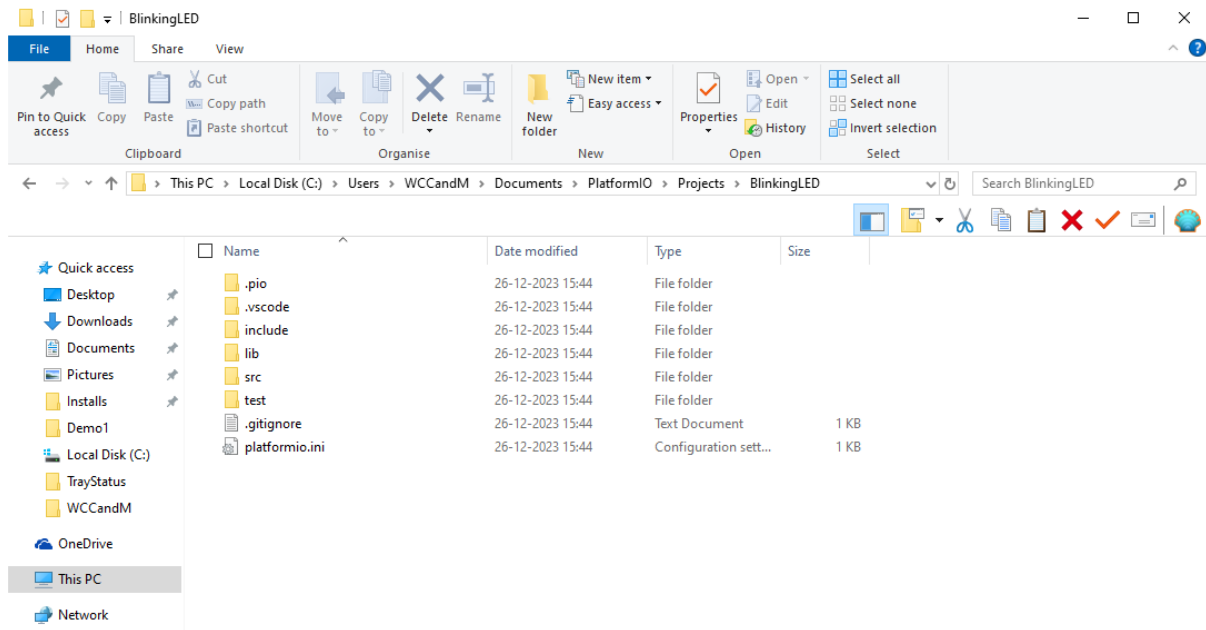 BlinkingLED
File Home Share View
Pin to Quick access
Copy
Paste
Cut
Copy path
Paste shortcut
Clipboard
Move to
Copy to
Delete
Rename
Organise
New folder
New item
Easy access
New
Properties
Open
Edit
History
Open
Select all
Select none
Invert selection
Select
This PC > Local Disk (C:) > Users > WCCandM > Documents > PlatformIO > Projects > BlinkingLED
Search BlinkingLED
Quick access
Desktop
Downloads
Documents
Pictures
Installs
Demo1
Local Disk (C:)
TrayStatus
WCCandM
OneDrive
This PC
Network
Name Date modified Type Size
.pio 26-12-2023 15:44 File folder
.vscode 26-12-2023 15:44 File folder
include 26-12-2023 15:44 File folder
lib 26-12-2023 15:44 File folder
src 26-12-2023 15:44 File folder
test 26-12-2023 15:44 File folder
.gitignore 26-12-2023 15:44 Text Document 1 KB
platformio.ini 26-12-2023 15:44 Configuration sett... 1 KB